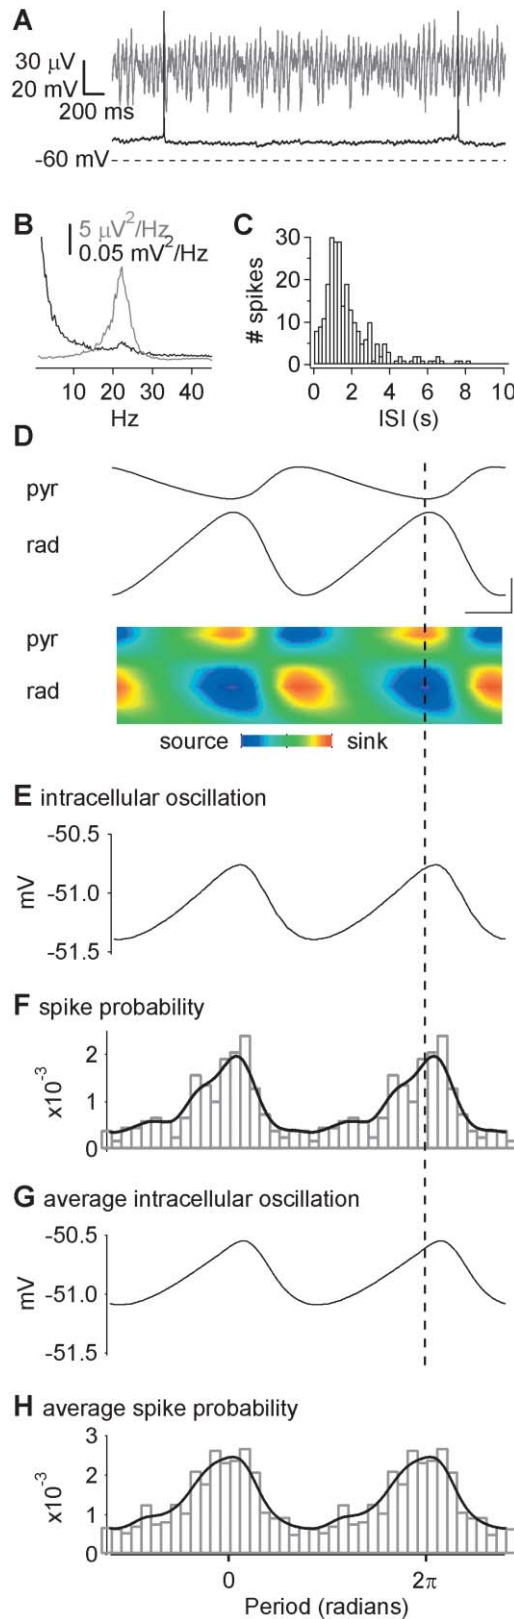 A
30 μV
20 mV
200 ms
-60 mV
B
5 μV²/Hz
0.05 mV²/Hz
10 20 30 40
Hz
C
30
20
10
0
# spikes
0 2 4 6 8 10
ISI (s)
D
pyr
rad
pyr
rad
source sink
E intracellular oscillation
-50.5
-51.0
-51.5
mV
F spike probability
2
1
0
x10⁻³
G average intracellular oscillation
-50.5
-51.0
-51.5
mV
H average spike probability
3
2
1
0
x10⁻³
0 2π
Period (radians)